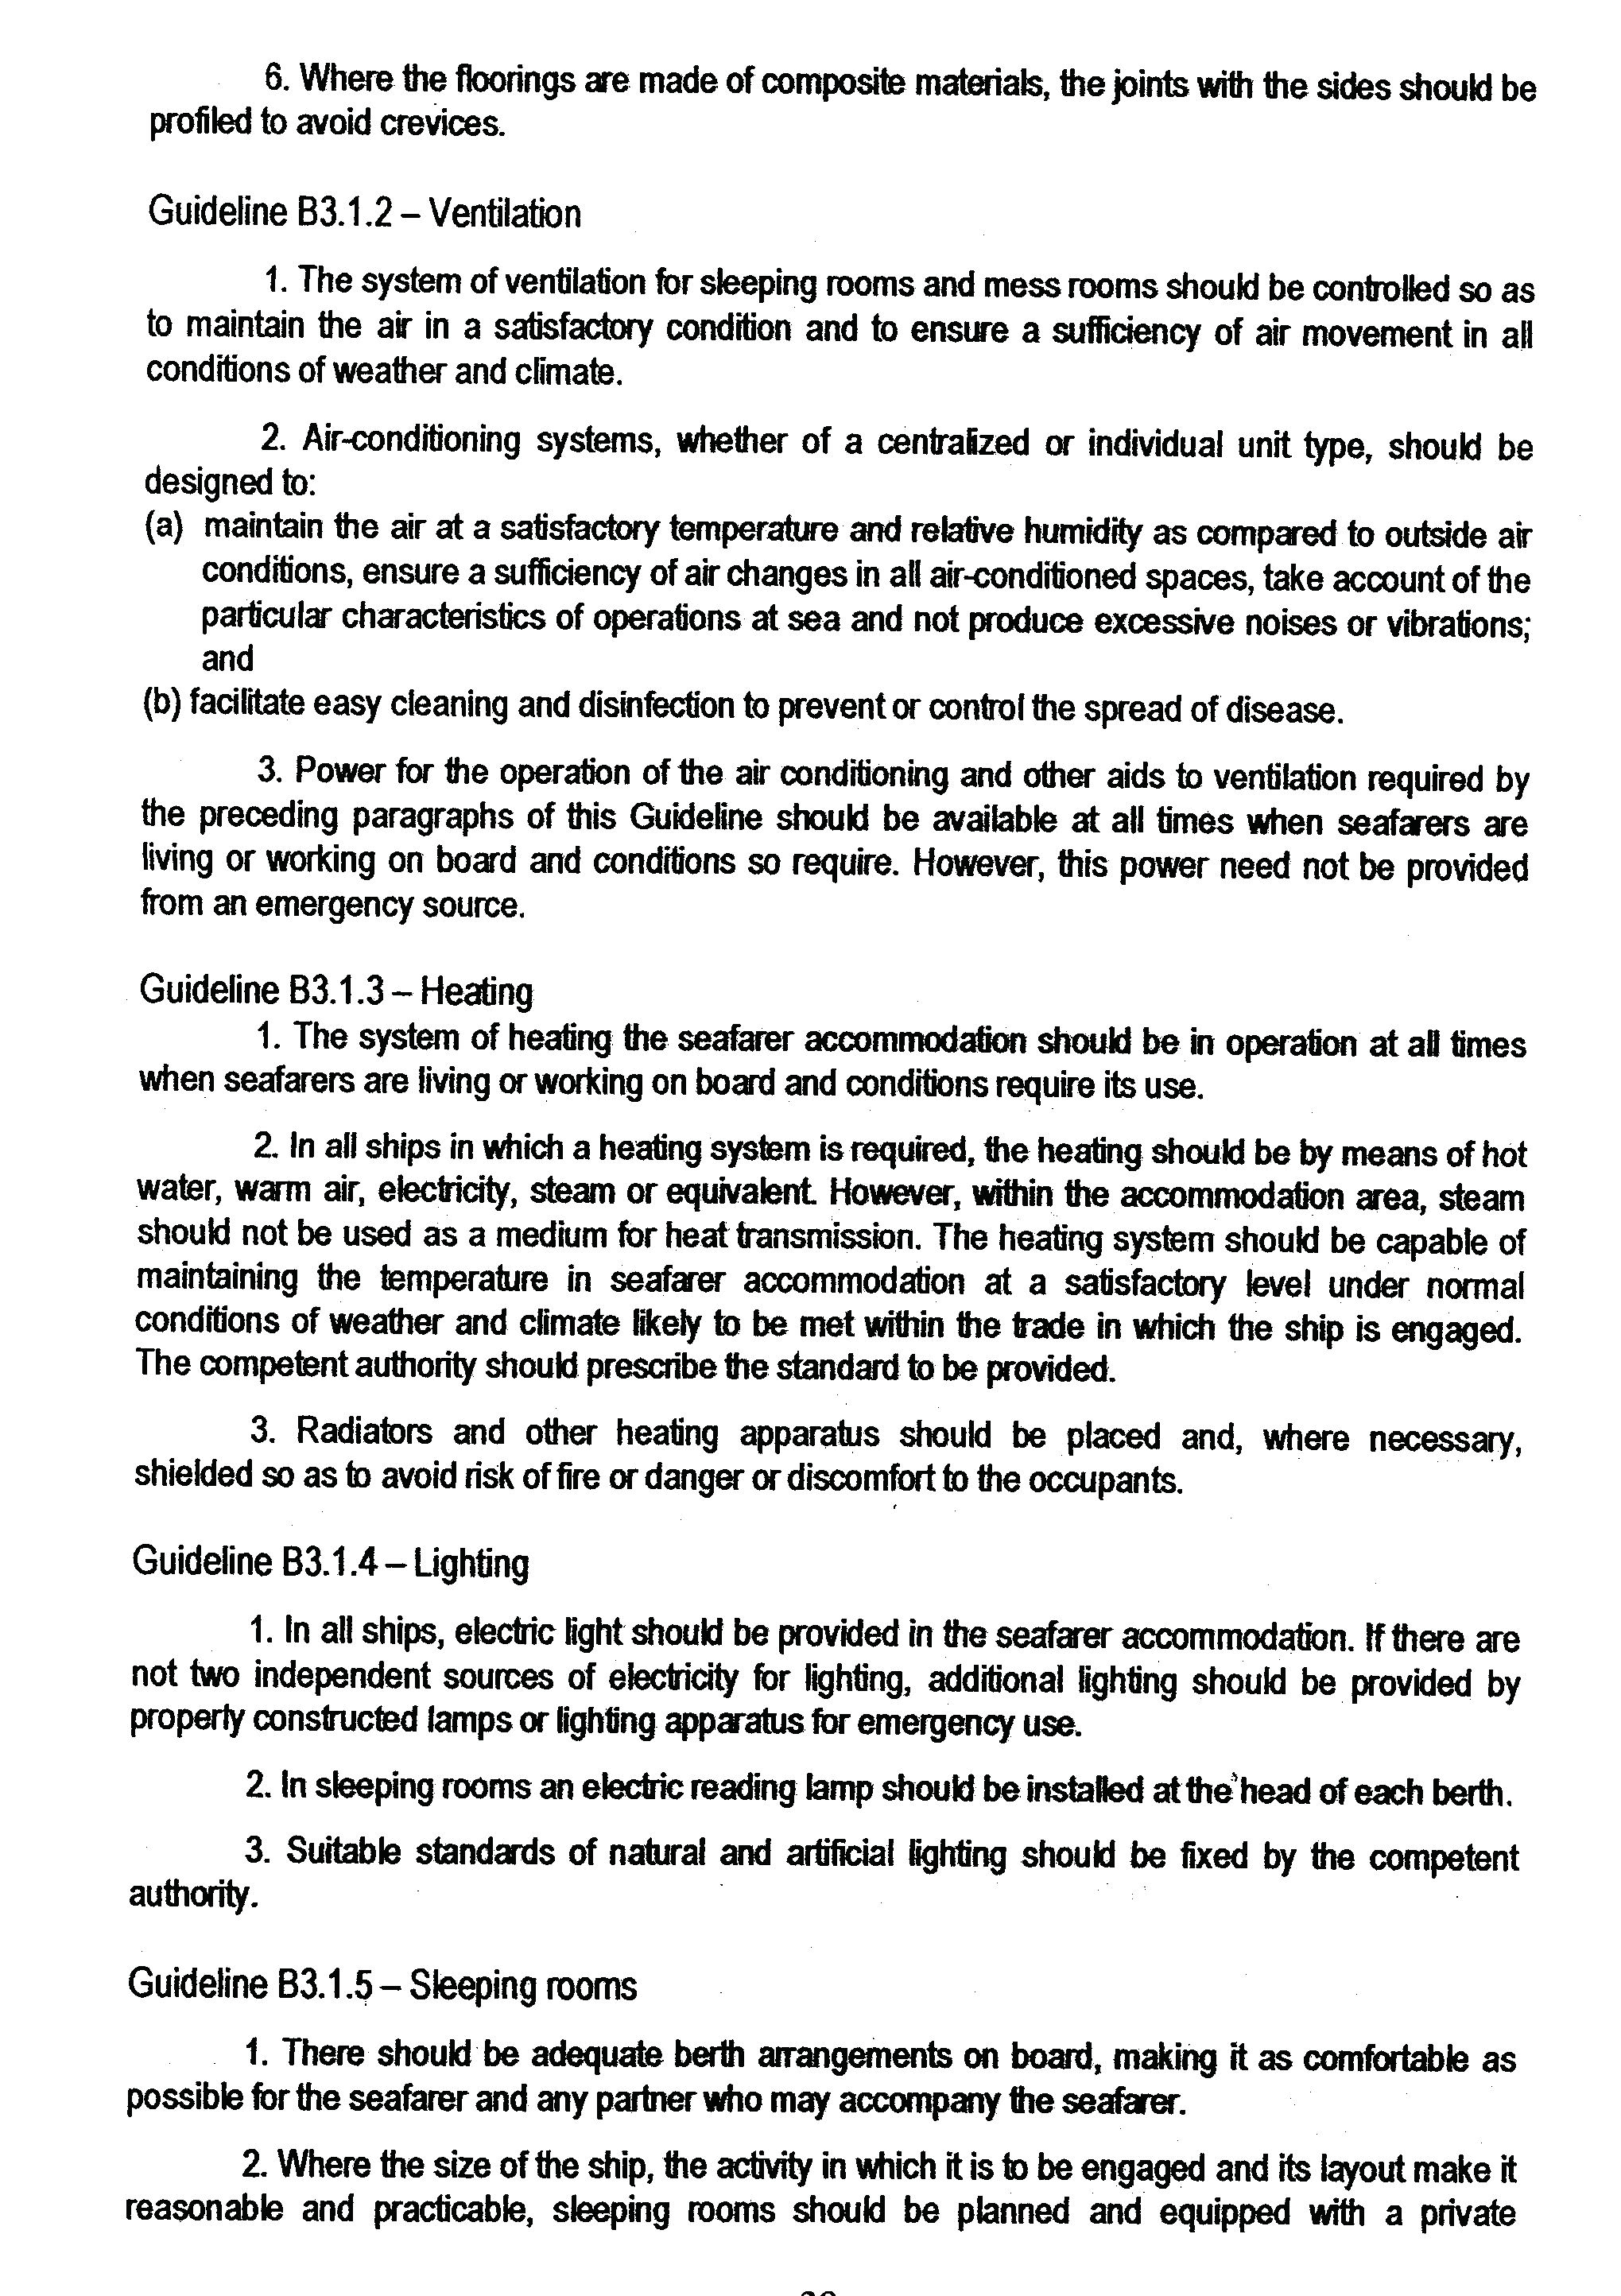 6. Where the floorings are made of composite materials, the joints with the sides should be
profiled to avoid crevices.
Guideline B3.1.2 – Ventilation
1. The system of ventilation for sleeping rooms and mess rooms should be controlled so as
to maintain the air in a satisfactory condition and to ensure a sufficiency of air movement in all
conditions of weather and climate.
2. Air-conditioning systems, whether of a centralized or individual unit type, should be
designed to:
(a) maintain the air at a satisfactory temperature and relative humidity as compared to outside air
conditions, ensure a sufficiency of air changes in all air-conditioned spaces, take account of the
particular characteristics of operations at sea and not produce excessive noises or vibrations;
and
(b) facilitate easy cleaning and disinfection to prevent or control the spread of disease.
3. Power for the operation of the air conditioning and other aids to ventilation required by
the preceding paragraphs of this Guideline should be available at all times when seafarers are
living or working on board and conditions so require. However, this power need not be provided
from an emergency source.
Guideline B3.1.3 – Heating
1. The system of heating the seafarer accommodation should be in operation at all times
when seafarers are living or working on board and conditions require its use.
2. In all ships in which a heating system is required, the heating should be by means of hot
water, warm air, electricity, steam or equivalent. However, within the accommodation area, steam
should not be used as a medium for heat transmission. The heating system should be capable of
maintaining the temperature in seafarer accommodation at a satisfactory level under normal
conditions of weather and climate likely to be met within the trade in which the ship is engaged.
The competent authority should prescribe the standard to be provided.
3. Radiators and other heating apparatus should be placed and, where necessary,
shielded so as to avoid risk of fire or danger or discomfort to the occupants.
Guideline B3.1.4 – Lighting
1. In all ships, electric light should be provided in the seafarer accommodation. If there are
not two independent sources of electricity for lighting, additional lighting should be provided by
properly constructed lamps or lighting apparatus for emergency use.
2. In sleeping rooms an electric reading lamp should be installed at the head of each berth.
3. Suitable standards of natural and artificial lighting should be fixed by the competent
authority.
Guideline B3.1.5 – Sleeping rooms
1. There should be adequate berth arrangements on board, making it as comfortable as
possible for the seafarer and any partner who may accompany the seafarer.
2. Where the size of the ship, the activity in which it is to be engaged and its layout make it
reasonable and practicable, sleeping rooms should be planned and equipped with a private